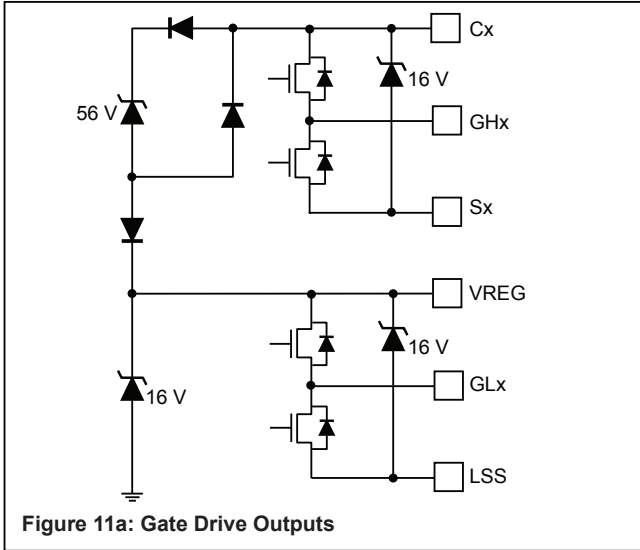 Cx
16 V
56 V
GHx
Sx
VREG
16 V
GLx
16 V
LSS
Figure 11a: Gate Drive Outputs